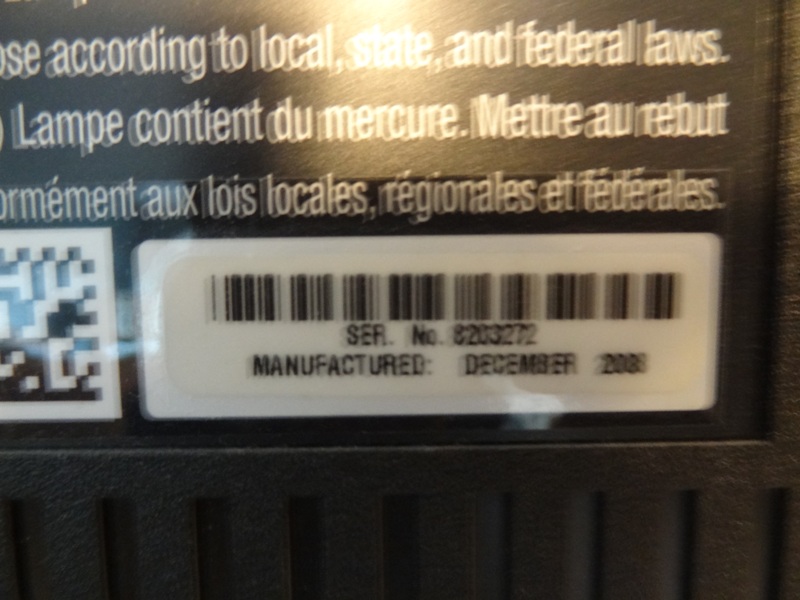 ose according to local, state, and federal laws.
) Lampe contient du mercure. Mettre au rebut
ormément aux lois locales, régionales et fédérales.
SER. No. 8203272
MANUFACTURED: DECEMBER